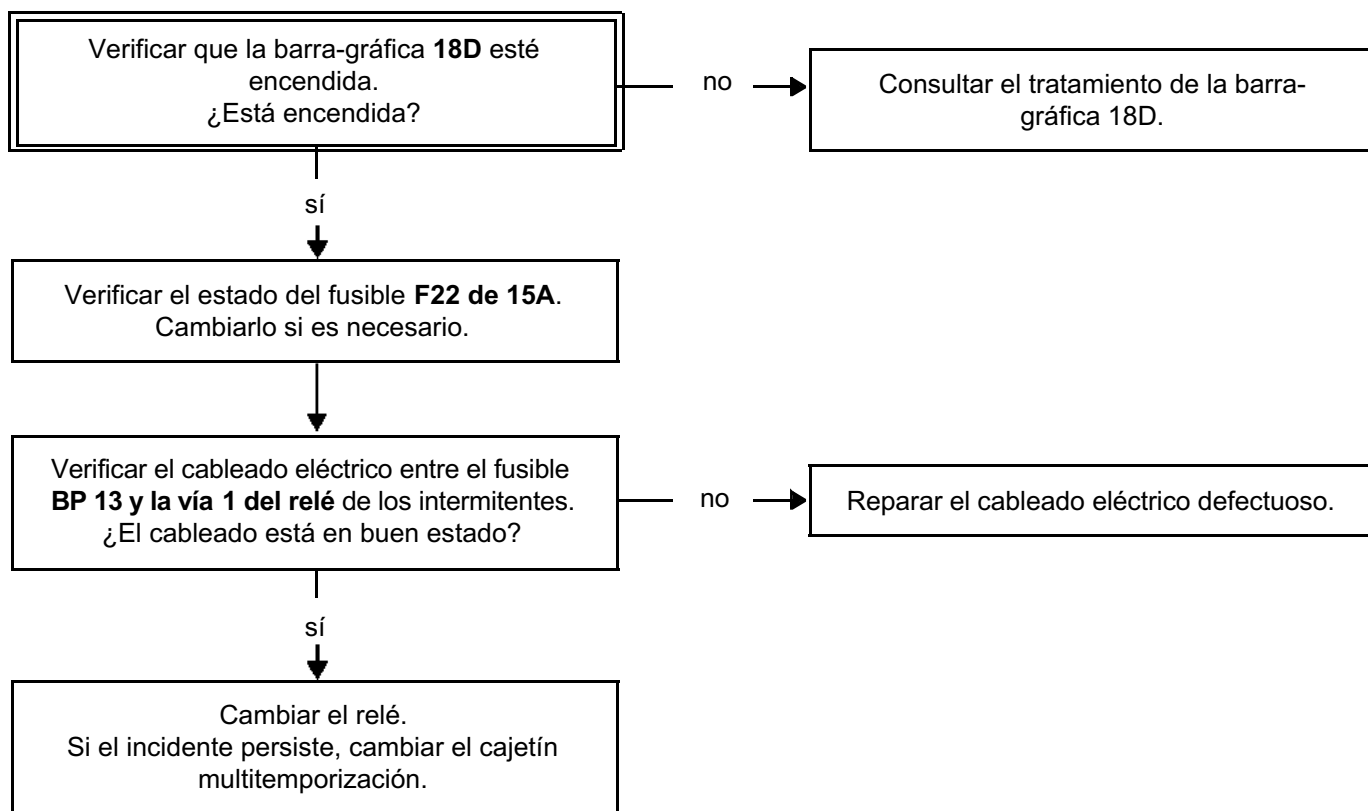 Verificar que la barra-gráfica 18D esté
encendida.
¿Está encendida?
no
Consultar el tratamiento de la barra-
gráfica 18D.
sí
Verificar el estado del fusible F22 de 15A.
Cambiarlo si es necesario.
Verificar el cableado eléctrico entre el fusible
BP 13 y la vía 1 del relé de los intermitentes.
¿El cableado está en buen estado?
no
Reparar el cableado eléctrico defectuoso.
sí
Cambiar el relé.
Si el incidente persiste, cambiar el cajetín
multitemporización.